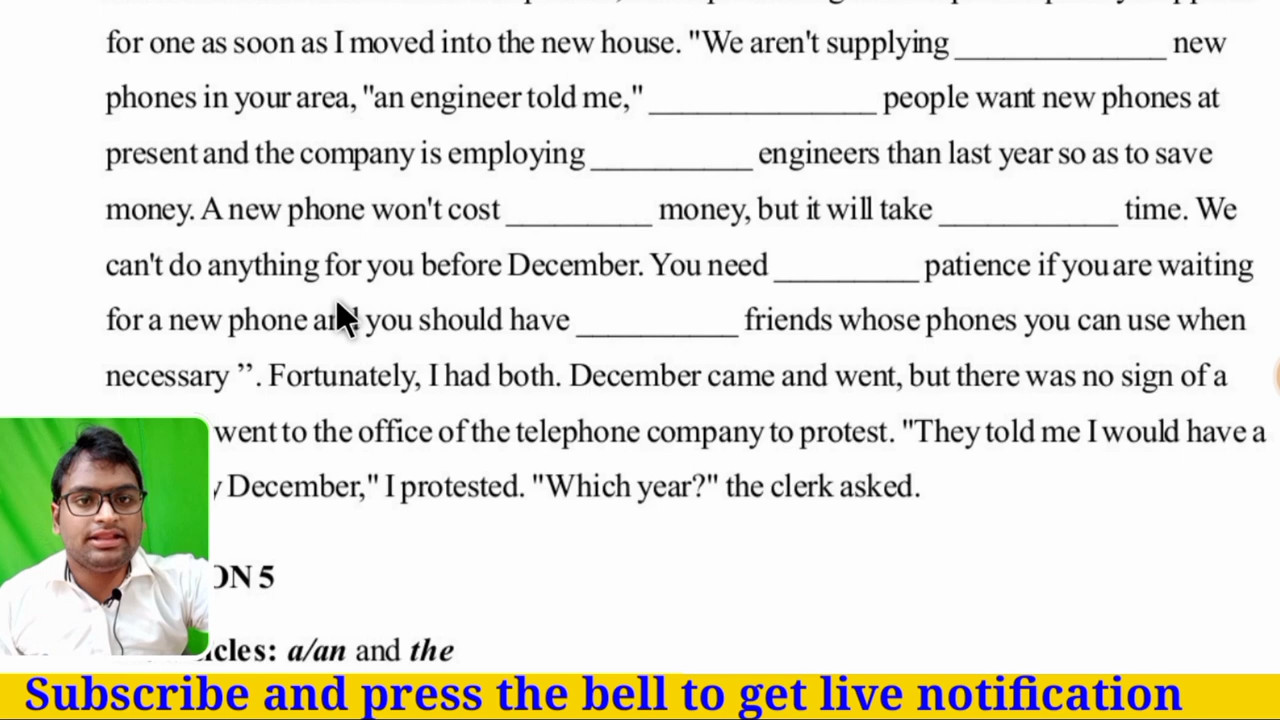 for one as soon as I moved into the new house. "We aren't supplying ______________ new
phones in your area, "an engineer told me," _______________ people want new phones at
present and the company is employing ___________ engineers than last year so as to save
money. A new phone won't cost __________ money, but it will take ____________ time. We
can't do anything for you before December. You need __________ patience if you are waiting
for a new phone and you should have ___________ friends whose phones you can use when
necessary ”. Fortunately, I had both. December came and went, but there was no sign of a
went to the office of the telephone company to protest. "They told me I would have a
December," I protested. "Which year?" the clerk asked.
ON 5
cles: a/an and the
Subscribe and press the bell to get live notification